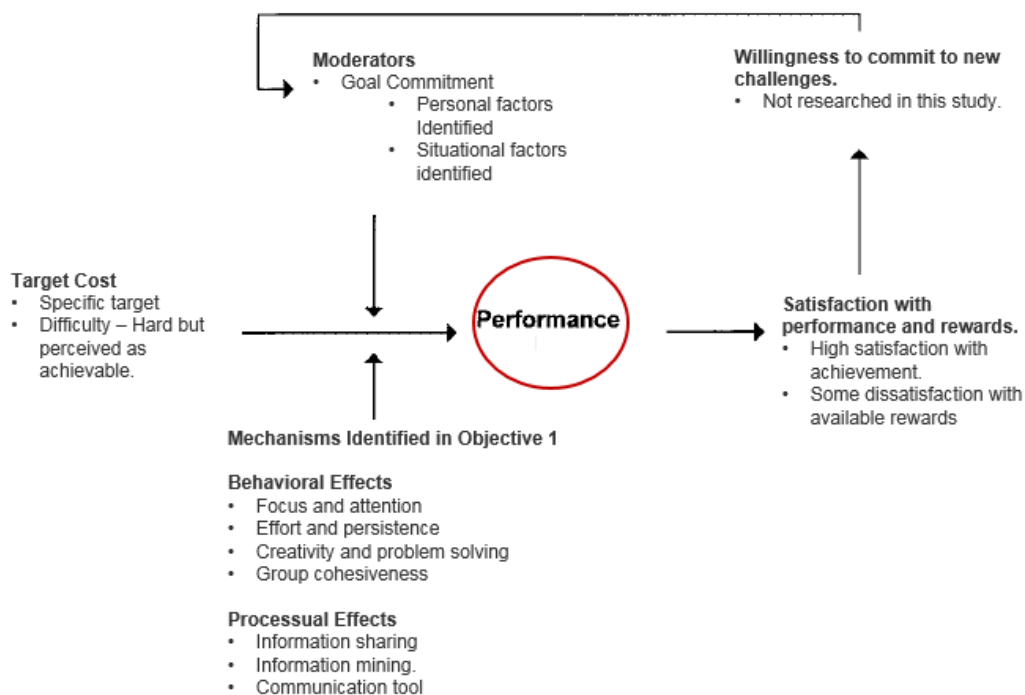 Moderators
• Goal Commitment
• Personal factors
Identified
• Situational factors
identified
Willingness to commit to new
challenges.
• Not researched in this study.
Target Cost
• Specific target
• Difficulty – Hard but
perceived as
achievable.
Performance
Satisfaction with
performance and rewards.
• High satisfaction with
achievement.
• Some dissatisfaction with
available rewards
Mechanisms Identified in Objective 1
Behavioral Effects
• Focus and attention
• Effort and persistence
• Creativity and problem solving
• Group cohesiveness
Processual Effects
• Information sharing
• Information mining.
• Communication tool